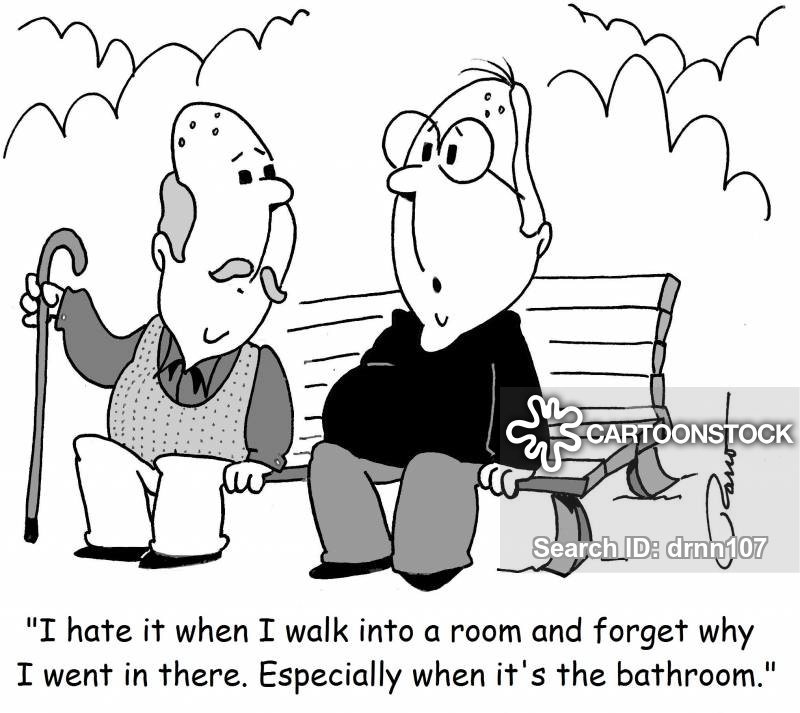 CARTOONSTOCK
Search ID: drnn107
"I hate it when I walk into a room and forget why
I went in there. Especially when it's the bathroom."